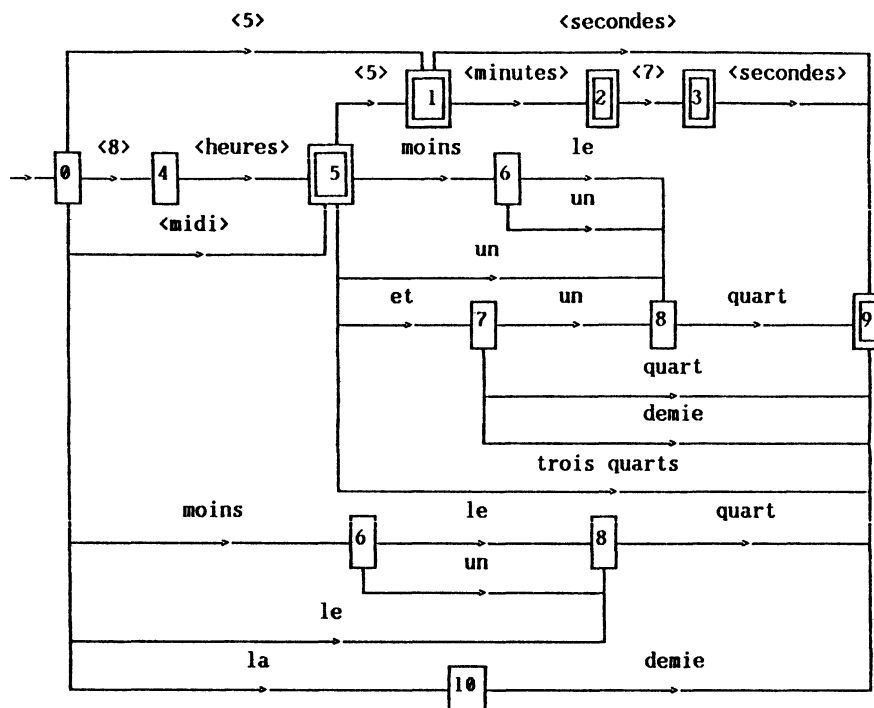 <5> <secondes>
<5> 1 <minutes> 2 <7> 3 <secondes>
0 <8> 4 <heures> 5 moins 6 le
un
<midi>
un
et 7 un 8 quart 9
quart
demie
trois quarts
moins 6 le 8 quart
un
le
la 10 demie